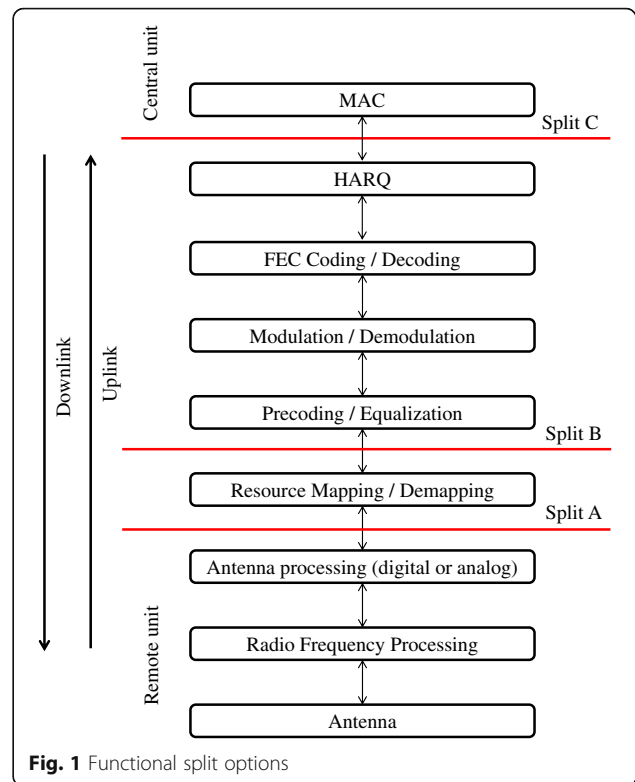 Central unit
MAC
Split C
HARQ
FEC Coding / Decoding
Modulation / Demodulation
Downlink
Uplink
Precoding / Equalization
Split B
Resource Mapping / Demapping
Split A
Antenna processing (digital or analog)
Remote unit
Radio Frequency Processing
Antenna
Fig. 1 Functional split options